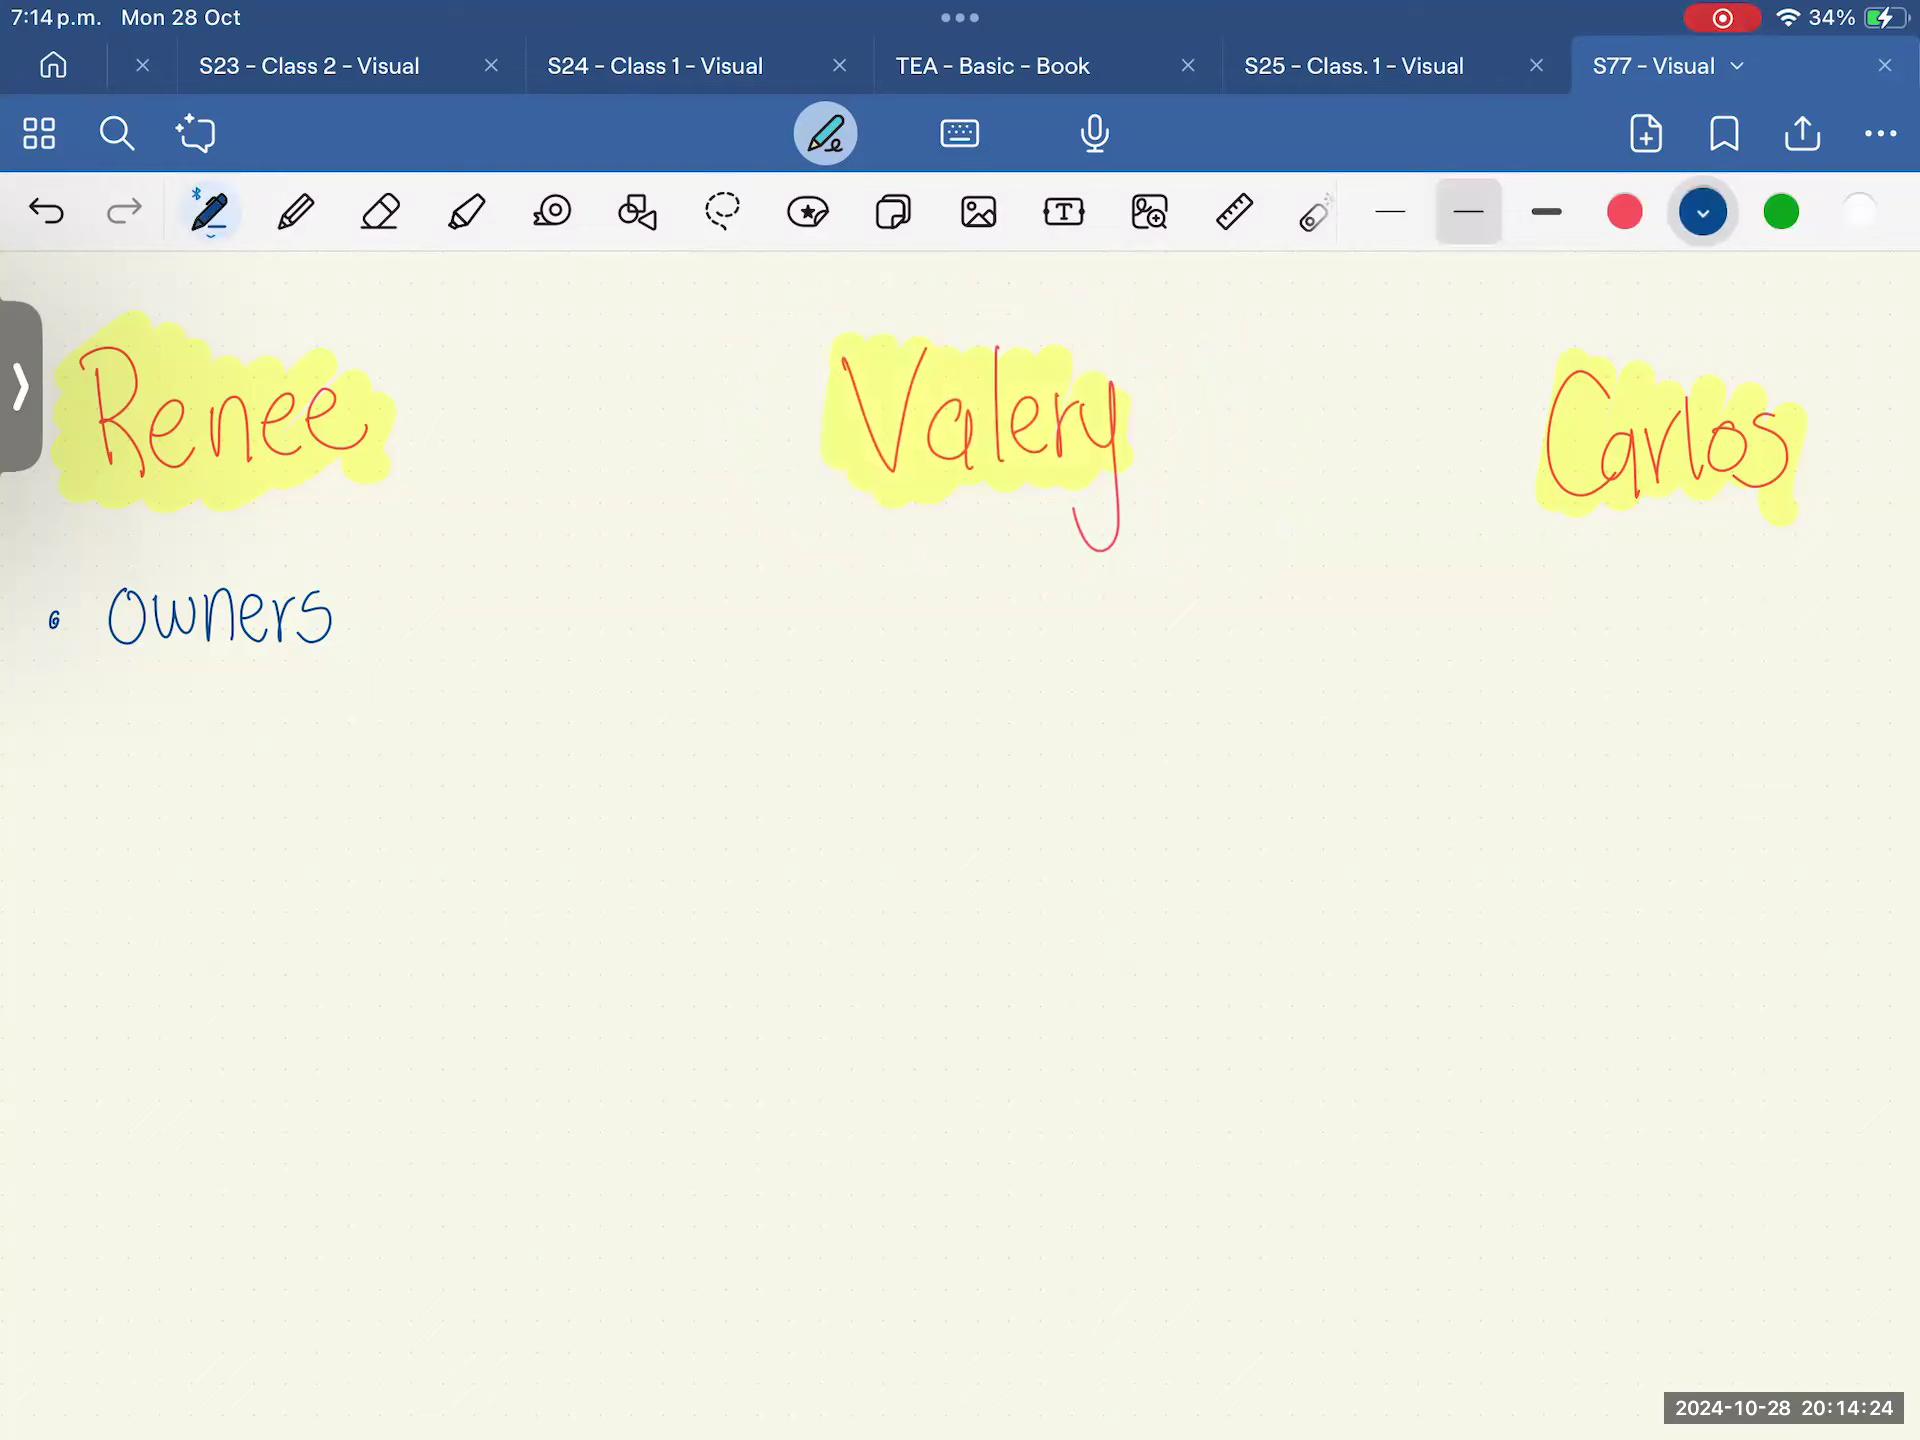 7:14 p.m. Mon 28 Oct
34%
S23 - Class 2 - Visual
S24 - Class 1 - Visual
TEA - Basic - Book
S25 - Class. 1 - Visual
S77 - Visual
Renee
Valery
Carlos
• Owners
2024-10-28 20:14:24